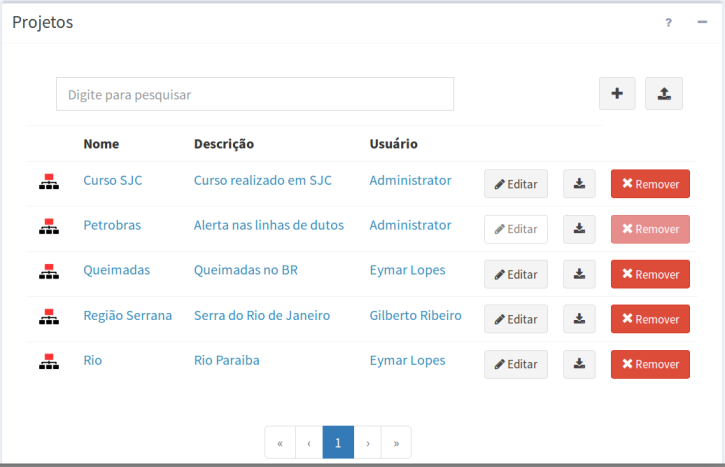 Projetos ? −
Digite para pesquisar
Nome Descrição Usuário
Curso SJC Curso realizado em SJC Administrator Editar Remover
Petrobras Alerta nas linhas de dutos Administrator Editar Remover
Queimadas Queimadas no BR Eymar Lopes Editar Remover
Região Serrana Serra do Rio de Janeiro Gilberto Ribeiro Editar Remover
Rio Rio Paraiba Eymar Lopes Editar Remover
« ‹ 1 › »